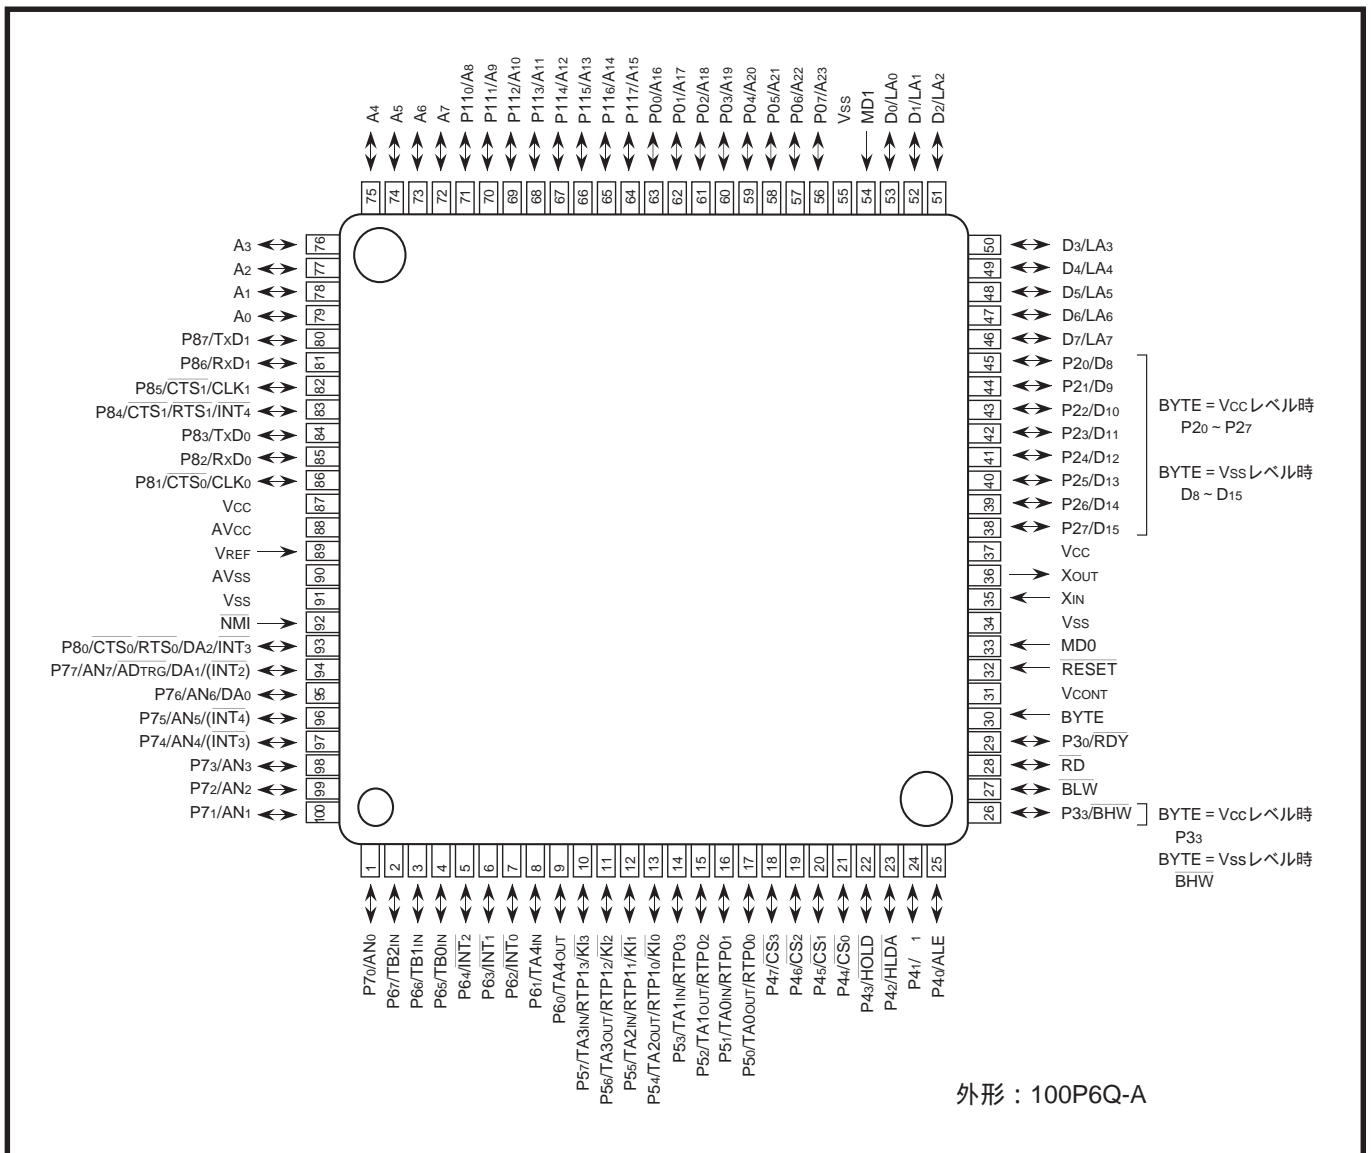 A4
A5
A6
A7
P110/A8
P111/A9
P112/A10
P113/A11
P114/A12
P115/A13
P116/A14
P117/A15
P00/A16
P01/A17
P02/A18
P03/A19
P04/A20
P05/A21
P06/A22
P07/A23
Vss
MD1
D0/LA0
D1/LA1
D2/LA2
75 74 73 72 71 70 69 68 67 66 65 64 63 62 61 60 59 58 57 56 55 54 53 52 51
A3 76
A2 77
A1 78
A0 79
P87/TxD1 80
P86/RxD1 81
P85/CTS1/CLK1 82
P84/CTS1/RTS1/INT4 83
P83/TxD0 84
P82/RxD0 85
P81/CTS0/CLK0 86
Vcc 87
AVcc 88
VREF 89
AVss 90
Vss 91
NMI 92
P80/CTS0/RTS0/DA2/INT3 93
P77/AN7/ADTRG/DA1/(INT2) 94
P76/AN6/DA0 95
P75/AN5/(INT4) 96
P74/AN4/(INT3) 97
P73/AN3 98
P72/AN2 99
P71/AN1 100
50 D3/LA3
49 D4/LA4
48 D5/LA5
47 D6/LA6
46 D7/LA7
45 P20/D8
44 P21/D9
43 P22/D10
42 P23/D11
41 P24/D12
40 P25/D13
39 P26/D14
38 P27/D15
37 Vcc
36 XOUT
35 XIN
34 Vss
33 MD0
32 RESET
31 VCONT
30 BYTE
29 P30/RDY
28 RD
27 BLW
26 P33/BHW
BYTE = Vccレベル時
P20 ~ P27
BYTE = Vssレベル時
D8 ~ D15
BYTE = Vccレベル時
P33
BYTE = Vssレベル時
BHW
1 2 3 4 5 6 7 8 9 10 11 12 13 14 15 16 17 18 19 20 21 22 23 24 25
P70/AN0
P67/TB2IN
P66/TB1IN
P65/TB0IN
P64/INT2
P63/INT1
P62/INT0
P61/TA4IN
P60/TA4OUT
P57/TA3IN/RTP13/KI3
P56/TA3OUT/RTP12/KI2
P55/TA2IN/RTP11/KI1
P54/TA2OUT/RTP10/KI0
P53/TA1IN/RTP03
P52/TA1OUT/RTP02
P51/TA0IN/RTP01
P50/TA0OUT/RTP00
P47/CS3
P46/CS2
P45/CS1
P44/CS0
P43/HOLD
P42/HLDA
P41/ 1
P40/ALE
外形：100P6Q-A